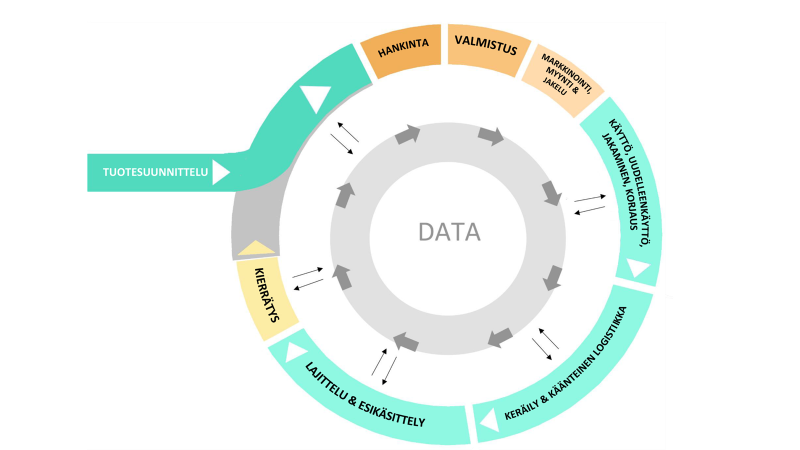 TUOTESUUNNITTELU
HANKINTA
VALMISTUS
MARKKINOINTI,
MYYNTI &
JAKELU
KÄYTTÖ, UUDELLEENKÄYTTÖ,
JAKAMINEN, KORJAUS
KERÄILY & KÄÄNTEINEN LOGISTIIKKA
LAJITTELU & ESIKÄSITTELY
KIERRÄTYS
DATA